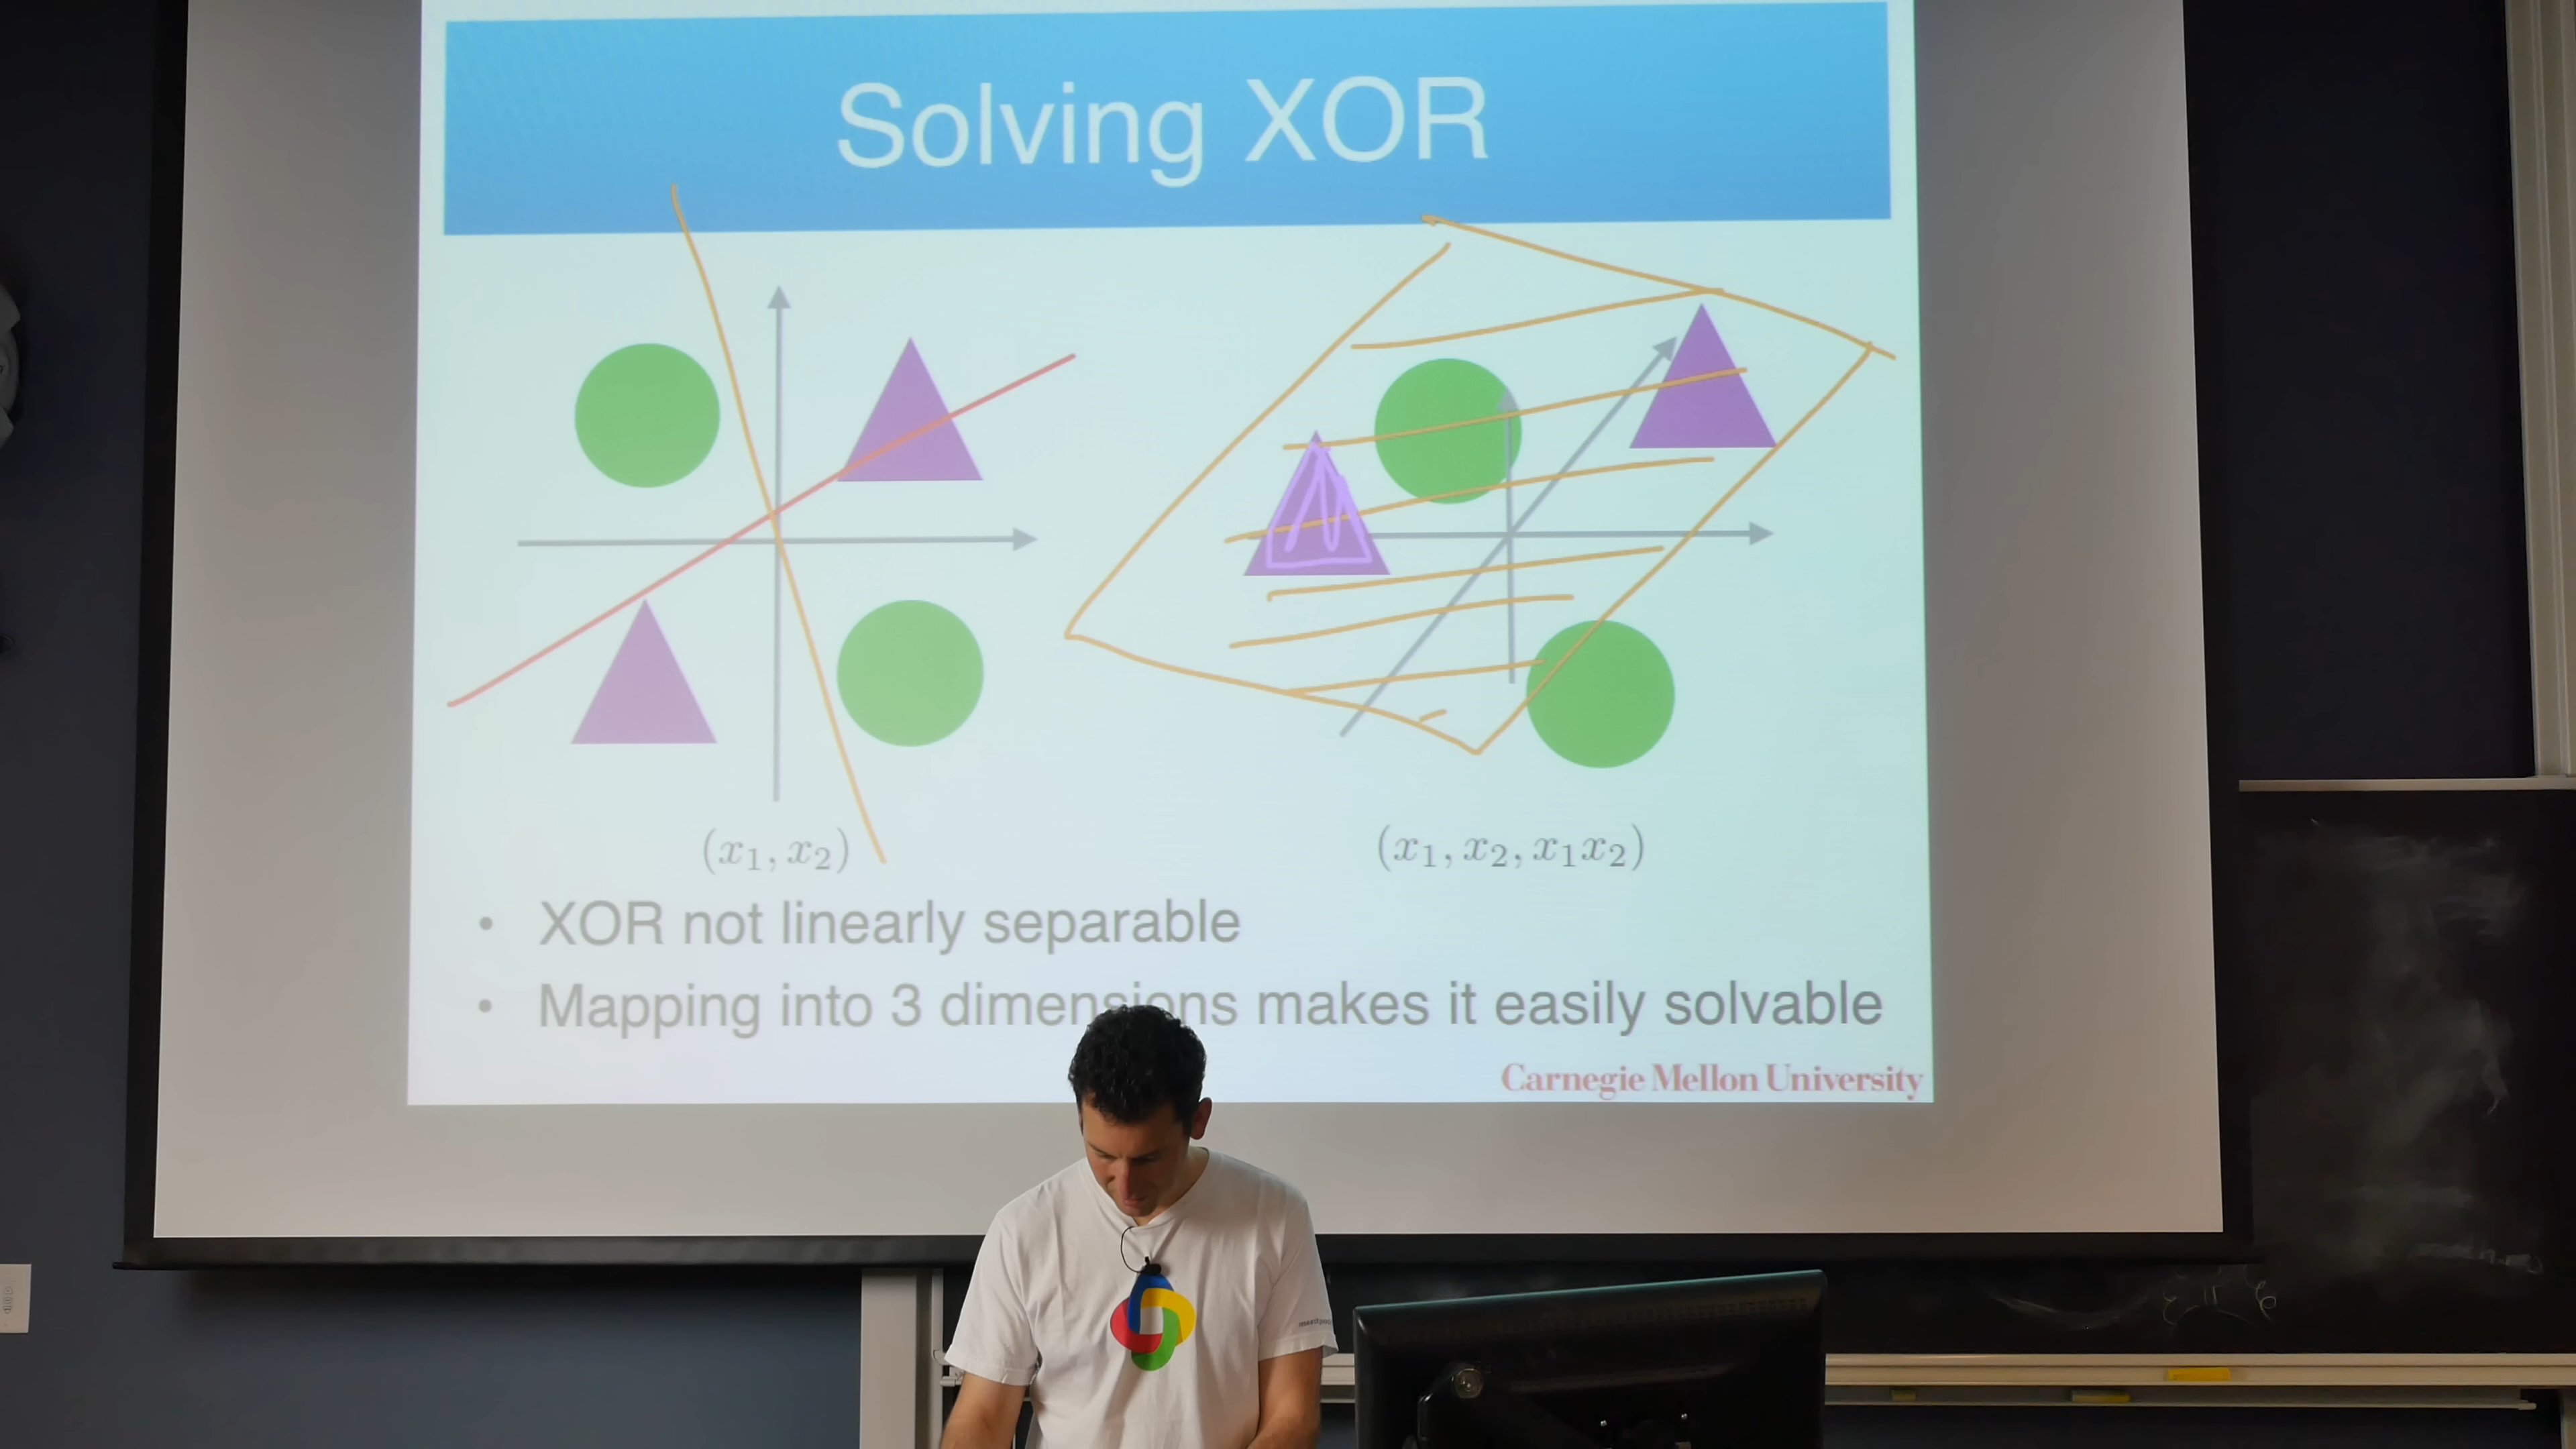 Solving XOR
(x₁, x₂)
(x₁, x₂, x₁x₂)
• XOR not linearly separable
• Mapping into 3 dimensions makes it easily solvable
Carnegie Mellon University